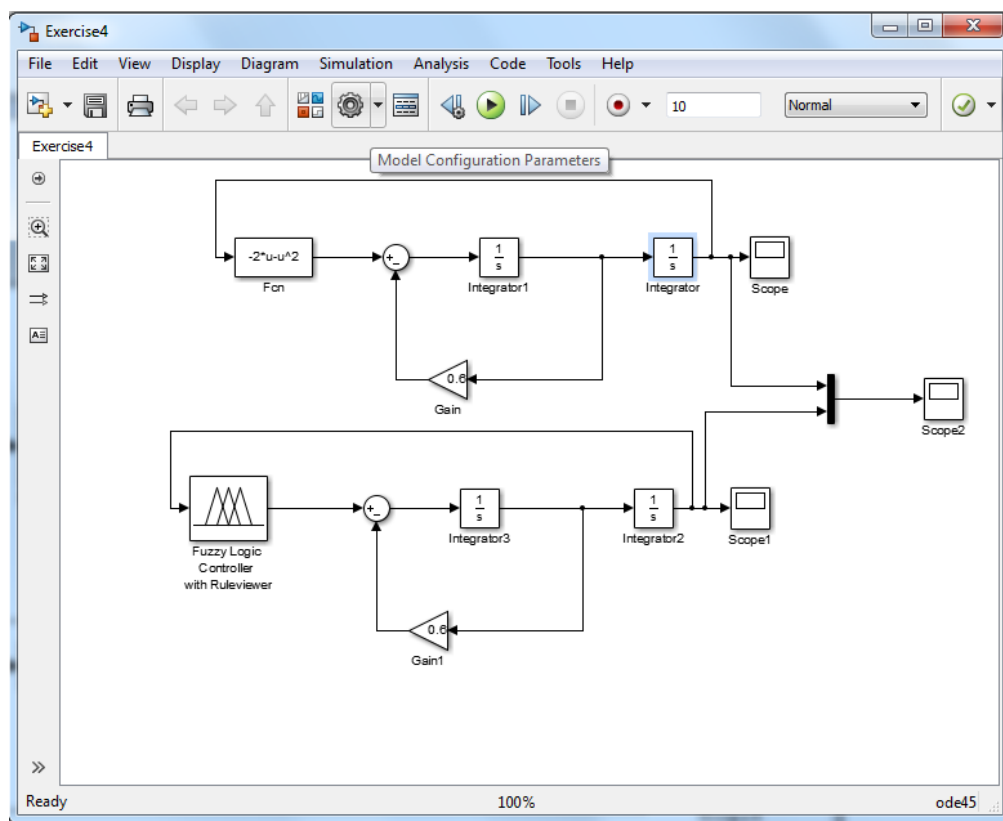 Exercise4
File Edit View Display Diagram Simulation Analysis Code Tools Help
10 Normal
Exercise4
Model Configuration Parameters
-2*u-u^2
Fcn
+
-
1
s
Integrator1
1
s
Integrator
Scope
0.6
Gain
Scope2
Fuzzy Logic
Controller
with Ruleviewer
+
-
1
s
Integrator3
1
s
Integrator2
Scope1
0.6
Gain1
Ready 100% ode45